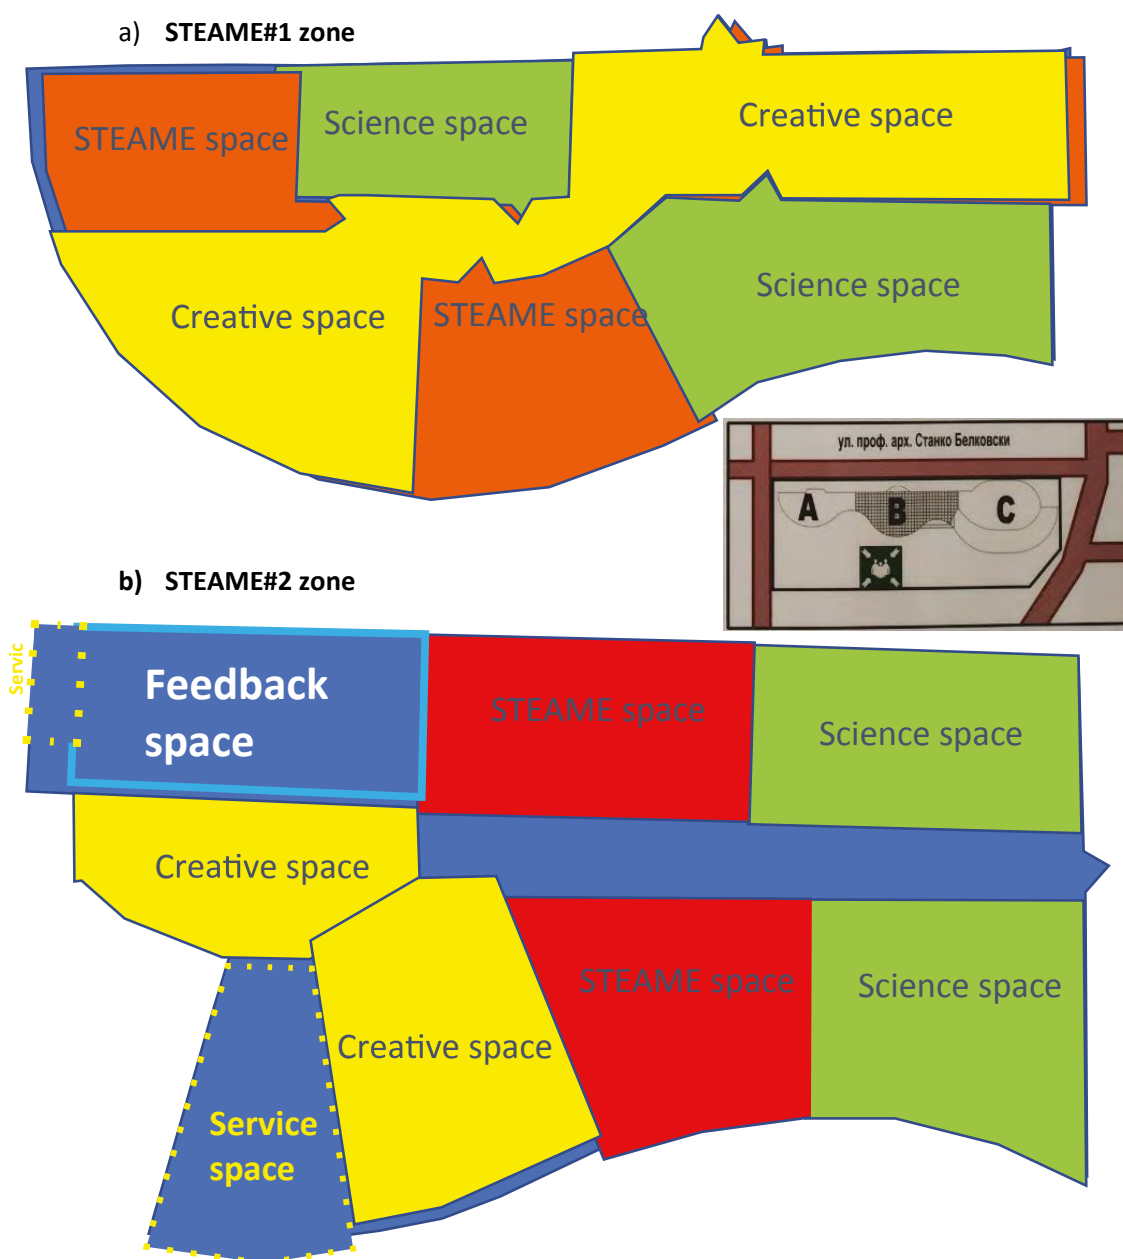 a) STEAME#1 zone
STEAME space
Science space
Creative space
Creative space
STEAME space
Science space
ул. проф. арх. Станко Белковски
A
B
C
b) STEAME#2 zone
Servic
Feedback
space
STEAME space
Science space
Creative space
STEAME space
Science space
Creative space
Service
space